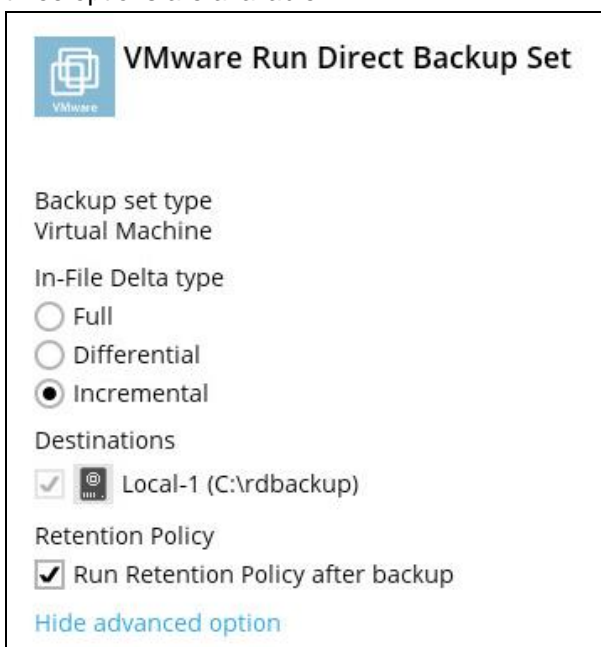 VMware Run Direct Backup Set
VMware
Backup set type
Virtual Machine
In-File Delta type
Full
Differential
Incremental
Destinations
Local-1 (C:\rdbackup)
Retention Policy
Run Retention Policy after backup
Hide advanced option